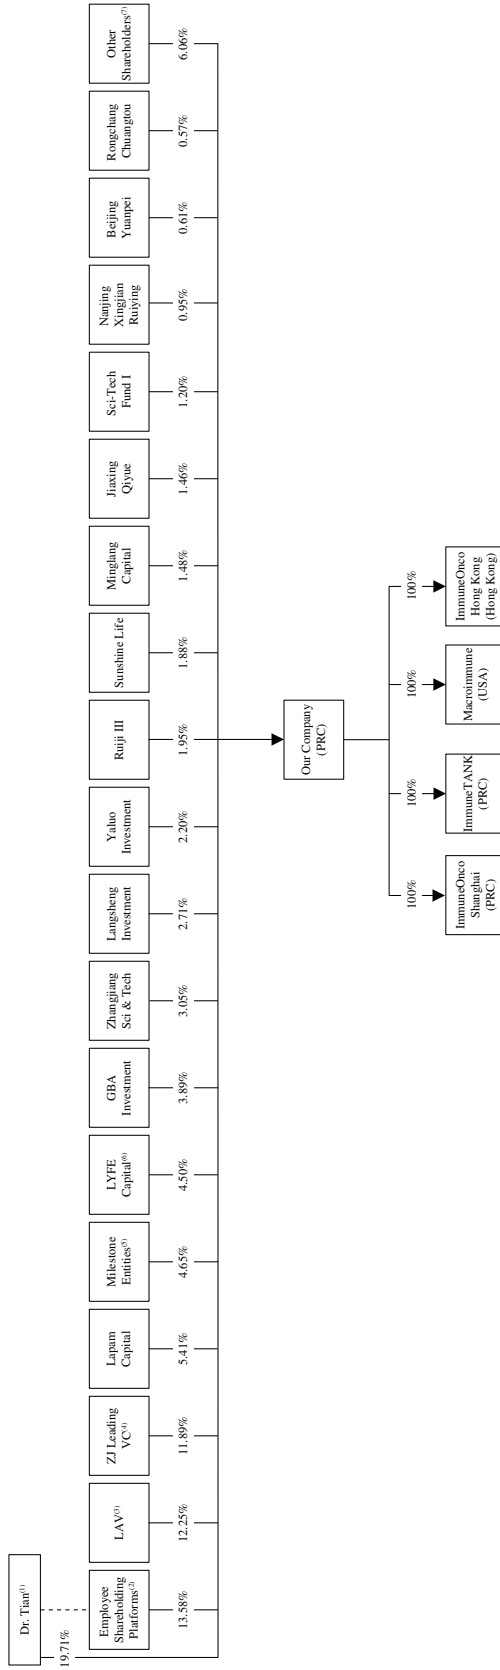 Dr. Tian(1)
19.71%
Employee
Shareholding
Platforms(2)
13.58%
LAV(3)
12.25%
ZJ Leading
VC(4)
11.89%
Lapam
Capital
5.41%
Milestone
Entities(5)
4.65%
LYFE
Capital(6)
4.50%
GBA
Investment
3.89%
Zhangjiang
Sci & Tech
3.05%
Langsheng
Investment
2.71%
Yaluo
Investment
2.20%
Ruiji III
1.95%
Sunshine Life
1.88%
Minglang
Capital
1.48%
Jiaxing
Qiyue
1.46%
Sci-Tech
Fund I
1.20%
Nanjing
Xingjian
Ruiying
0.95%
Beijing
Yuanpei
0.61%
Rongchang
Chuangtou
0.57%
Other
Shareholders(7)
6.06%
Our Company
(PRC)
100%
ImmuneOnco
Shanghai
(PRC)
100%
ImmuneTANK
(PRC)
100%
Macroimmune
(USA)
100%
ImmuneOnco
Hong Kong
(Hong Kong)